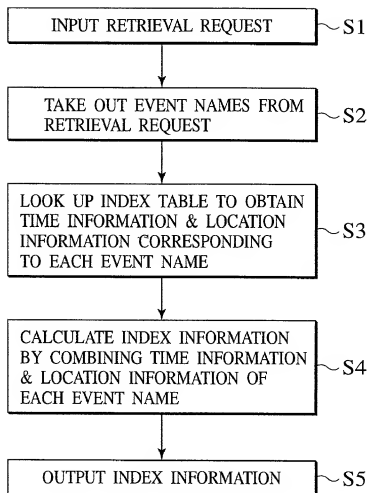 INPUT RETRIEVAL REQUEST
S1
TAKE OUT EVENT NAMES FROM
RETRIEVAL REQUEST
S2
LOOK UP INDEX TABLE TO OBTAIN
TIME INFORMATION & LOCATION
INFORMATION CORRESPONDING
TO EACH EVENT NAME
S3
CALCULATE INDEX INFORMATION
BY COMBINING TIME INFORMATION
& LOCATION INFORMATION OF
EACH EVENT NAME
S4
OUTPUT INDEX INFORMATION
S5